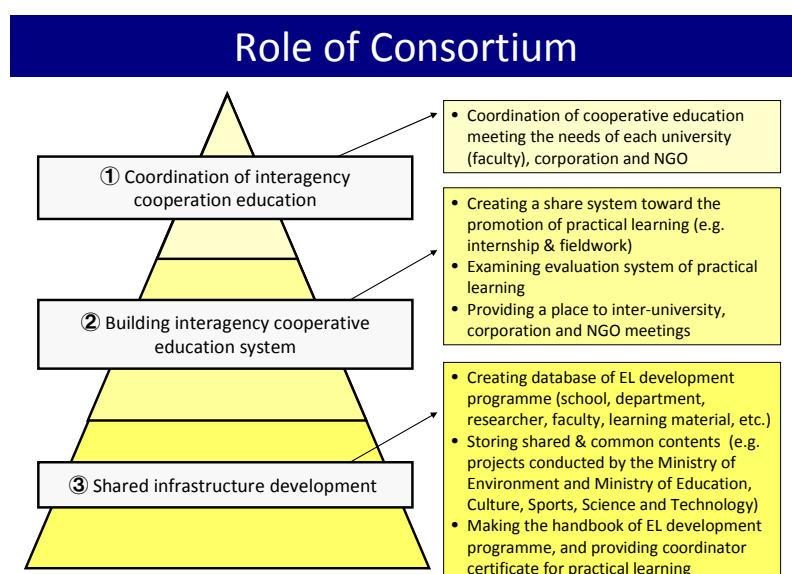 Role of Consortium
① Coordination of interagency
cooperation education
• Coordination of cooperative education
meeting the needs of each university
(faculty), corporation and NGO
② Building interagency cooperative
education system
• Creating a share system toward the
promotion of practical learning (e.g.
internship & fieldwork)
• Examining evaluation system of practical
learning
• Providing a place to inter-university,
corporation and NGO meetings
③ Shared infrastructure development
• Creating database of EL development
programme (school, department,
researcher, faculty, learning material, etc.)
• Storing shared & common contents (e.g.
projects conducted by the Ministry of
Environment and Ministry of Education,
Culture, Sports, Science and Technology)
• Making the handbook of EL development
programme, and providing coordinator
certificate for practical learning